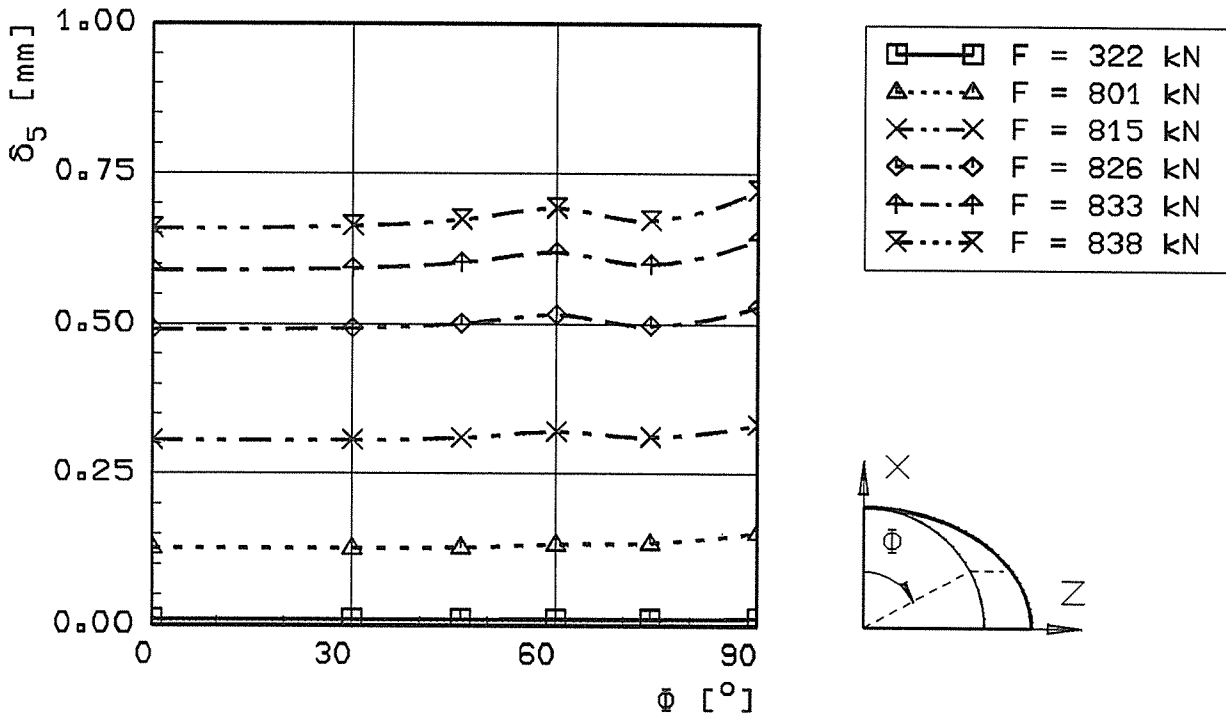 δ5 [mm]
1.00
0.75
0.50
0.25
0.00
0 30 60 90
Φ [°]
F = 322 kN
F = 801 kN
F = 815 kN
F = 826 kN
F = 833 kN
F = 838 kN
X
Φ
Z